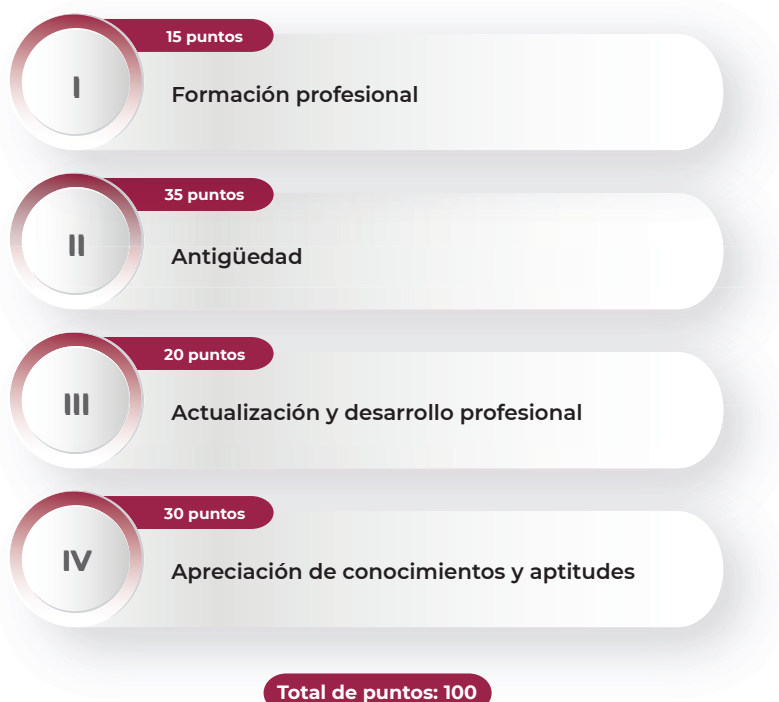 15 puntos
I
Formación profesional
35 puntos
II
Antigüedad
20 puntos
III
Actualización y desarrollo profesional
30 puntos
IV
Apreciación de conocimientos y aptitudes
Total de puntos: 100